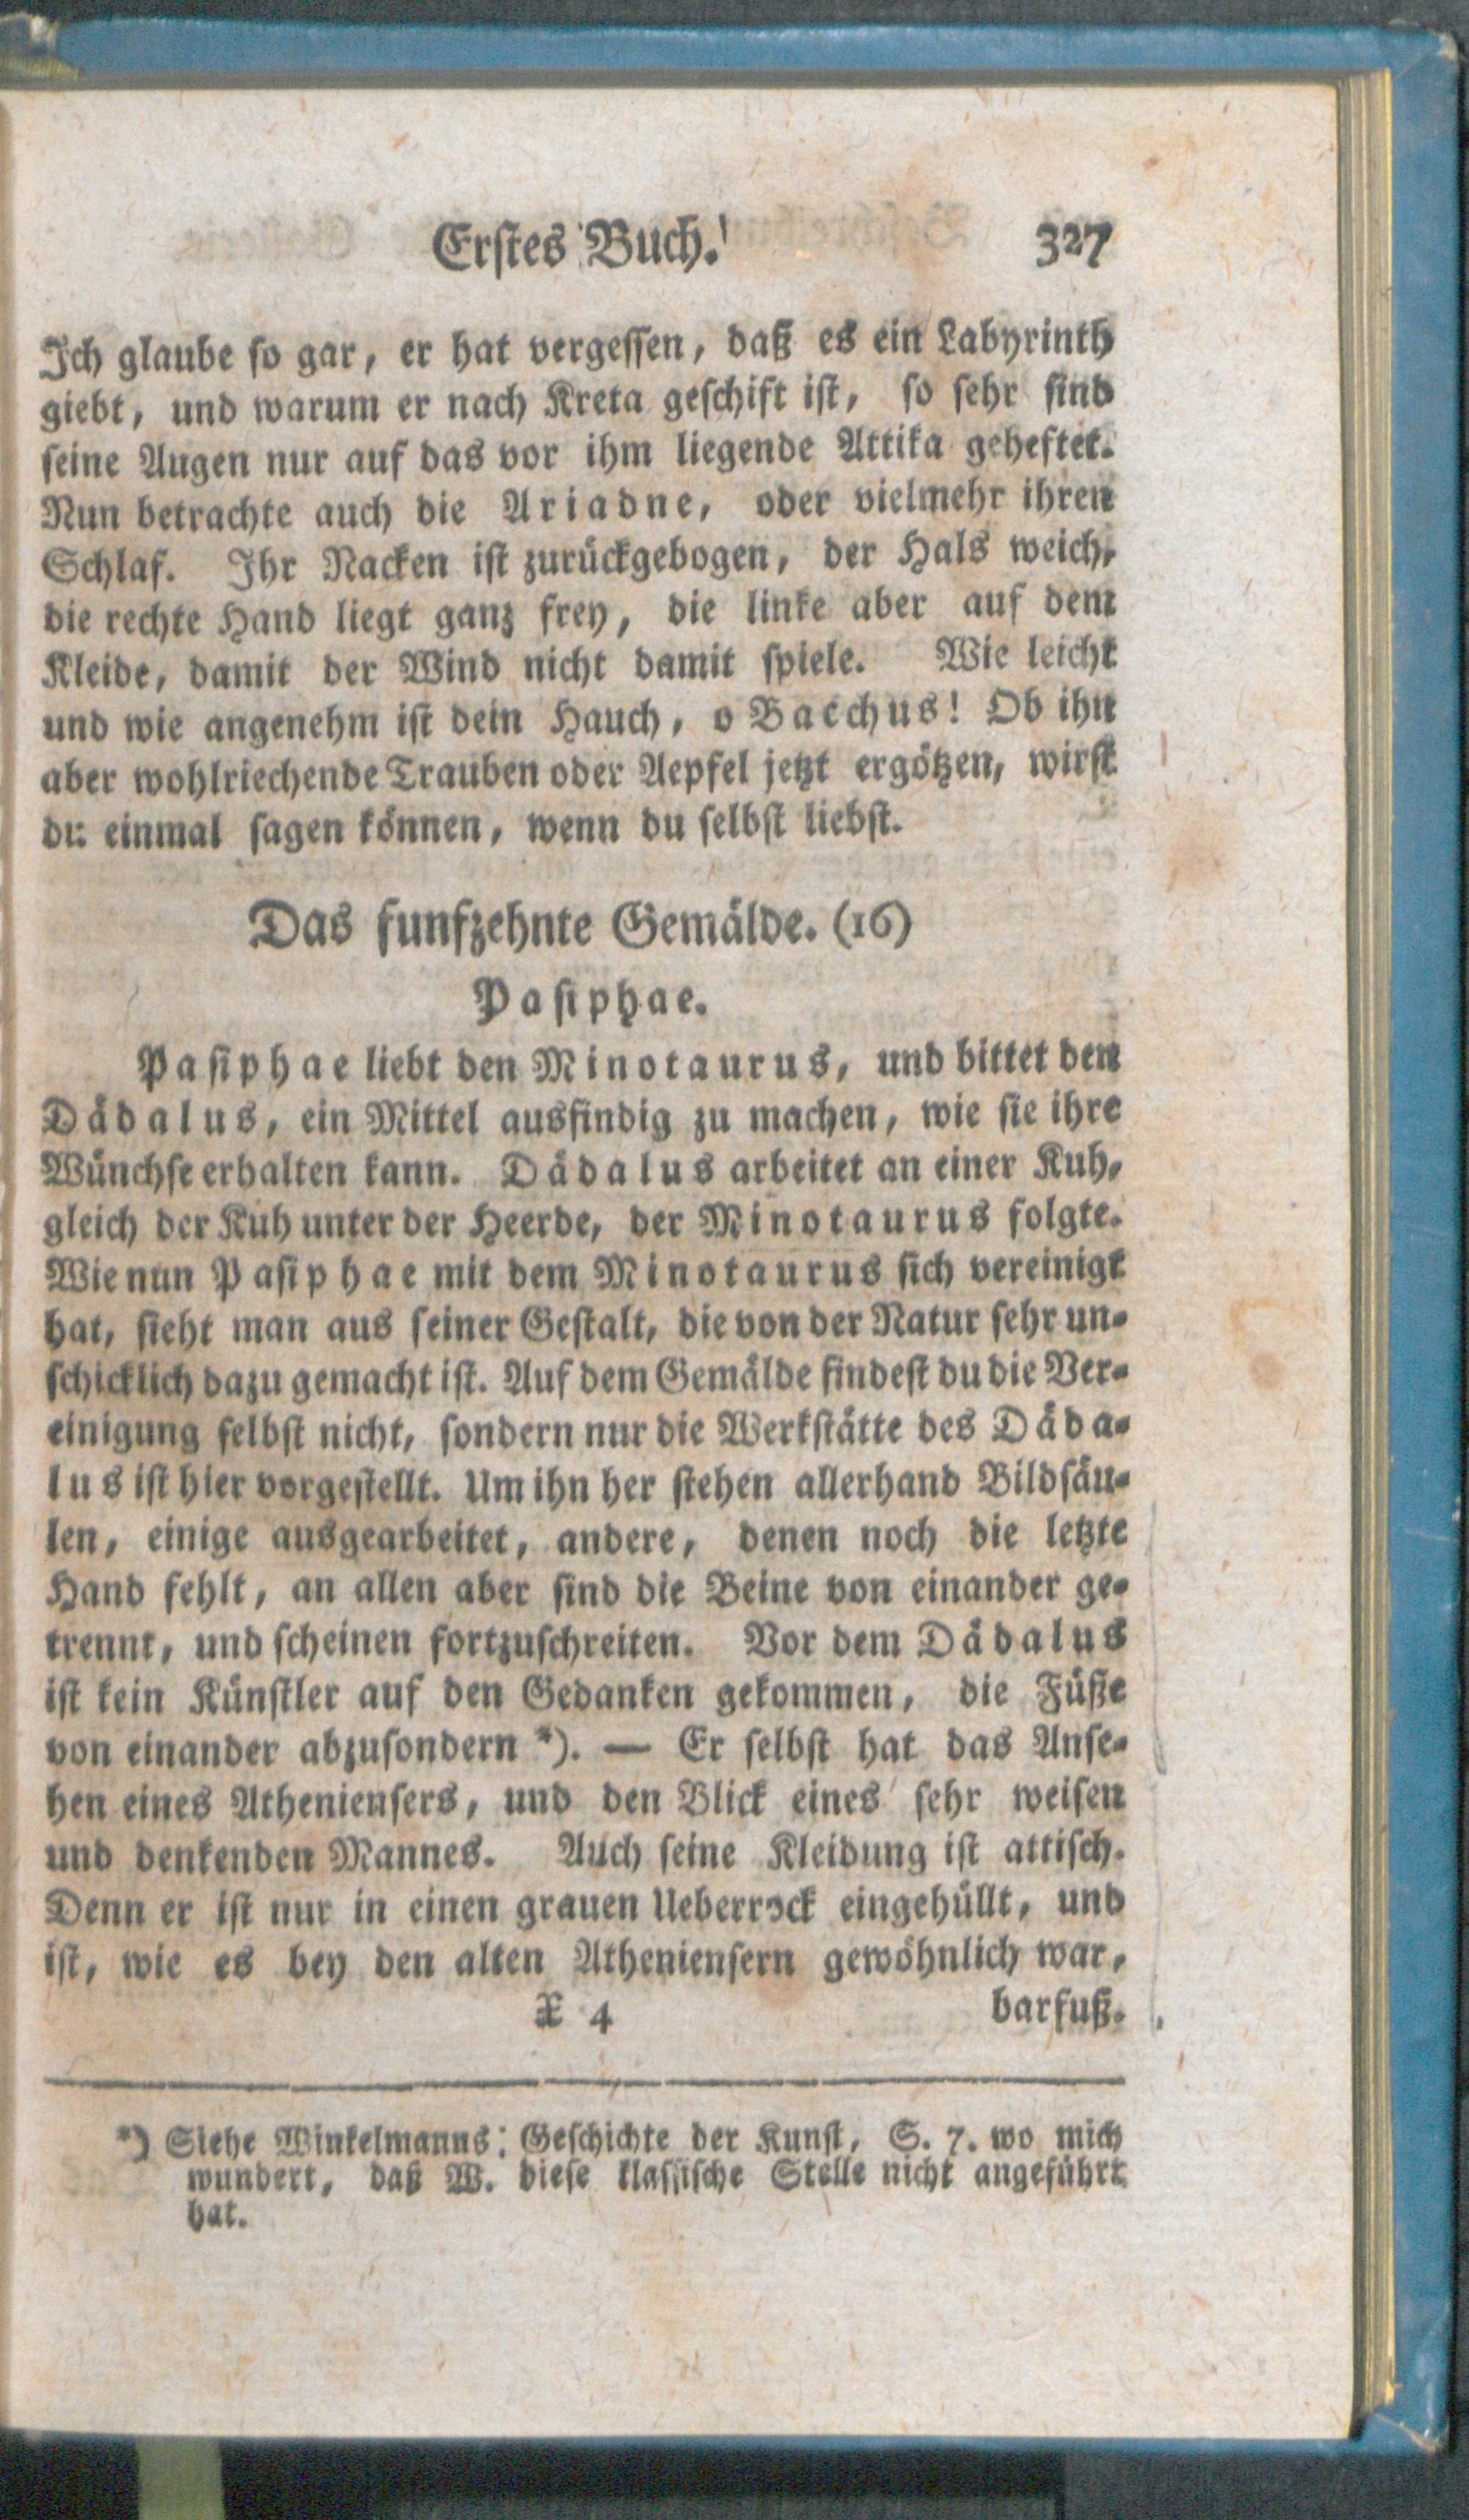 Erstes Buch. 327
Ich glaube so gar, er hat vergessen, daß es ein Labyrinth
giebt, und warum er nach Kreta geschift ist, so sehr sind
seine Augen nur auf das vor ihm liegende Attika geheftet.
Nun betrachte auch die Ariadne, oder vielmehr ihren
Schlaf. Ihr Nacken ist zurückgebogen, der Hals weich,
die rechte Hand liegt ganz frey, die linke aber auf dem
Kleide, damit der Wind nicht damit spiele. Wie leicht
und wie angenehm ist dein Hauch, o Bacchus! Ob ihn
aber wohlriechende Trauben oder Aepfel jetzt ergötzen, wirst
du einmal sagen können, wenn du selbst liebst.
Das funfzehnte Gemälde. (16)
Pasiphae.
Pasiphae liebt den Minotaurus, und bittet den
Dädalus, ein Mittel ausfindig zu machen, wie sie ihre
Wünchse erhalten kann. Dädalus arbeitet an einer Kuh,
gleich der Kuh unter der Heerde, der Minotaurus folgte.
Wie nun Pasiphae mit dem Minotaurus sich vereinigt
hat, sieht man aus seiner Gestalt, die von der Natur sehr un-
schicklich dazu gemacht ist. Auf dem Gemälde findest du die Ver-
einigung selbst nicht, sondern nur die Werkstätte des Däda-
lus ist hier vorgestellt. Um ihn her stehen allerhand Bildsäu-
len, einige ausgearbeitet, andere, denen noch die letzte
Hand fehlt, an allen aber sind die Beine von einander ge-
trennt, und scheinen fortzuschreiten. Vor dem Dädalus
ist kein Künstler auf den Gedanken gekommen, die Füße
von einander abzusondern *). — Er selbst hat das Anse-
hen eines Atheniensers, und den Blick eines sehr weisen
und denkenden Mannes. Auch seine Kleidung ist attisch.
Denn er ist nur in einen grauen Ueberrock eingehüllt, und
ist, wie es bey den alten Atheniensern gewöhnlich war,
X 4 barfuß.
*) Siehe Winkelmanns Geschichte der Kunst, S. 7. wo mich
wundert, daß W. diese klassische Stelle nicht angeführt
hat.